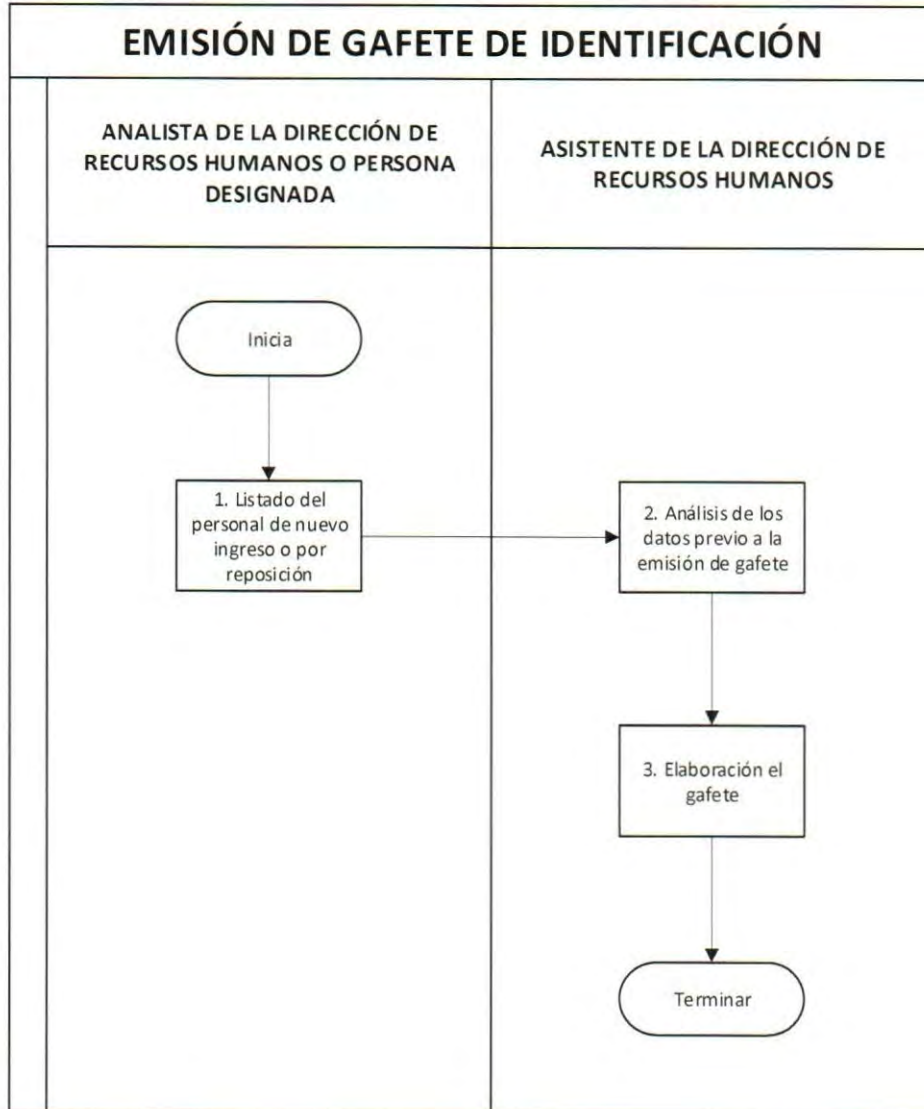 EMISIÓN DE GAFETE DE IDENTIFICACIÓN
ANALISTA DE LA DIRECCIÓN DE
RECURSOS HUMANOS O PERSONA
DESIGNADA
ASISTENTE DE LA DIRECCIÓN DE
RECURSOS HUMANOS
Inicia
1. Listado del
personal de nuevo
ingreso o por
reposición
2. Análisis de los
datos previo a la
emisión de gafete
3. Elaboración el
gafete
Terminar